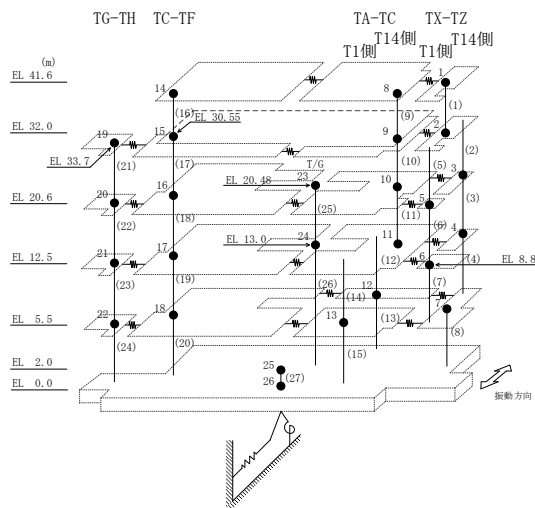 TG-TH TC-TF TA-TC TX-TZ
T1側 T14側 T1側 T14側
(m)
EL 41.6
EL 32.0
EL 33.7
EL 30.55
EL 20.6
EL 20.48
T/G
EL 12.5
EL 13.0
EL 8.8
EL 5.5
EL 2.0
EL 0.0
14 8 1
(16) (9) (1)
19 15 9 2
(21) (17) (10) (5) (2)
20 16 23 10 5 3
(22) (18) (25) (11) (6) (3)
21 17 24 11 6 4
(23) (19) (26) (14) (12) (7) (4)
22 18 13 12 7
(24) (20) (15) (13) (8)
25
26 (27)
振動方向